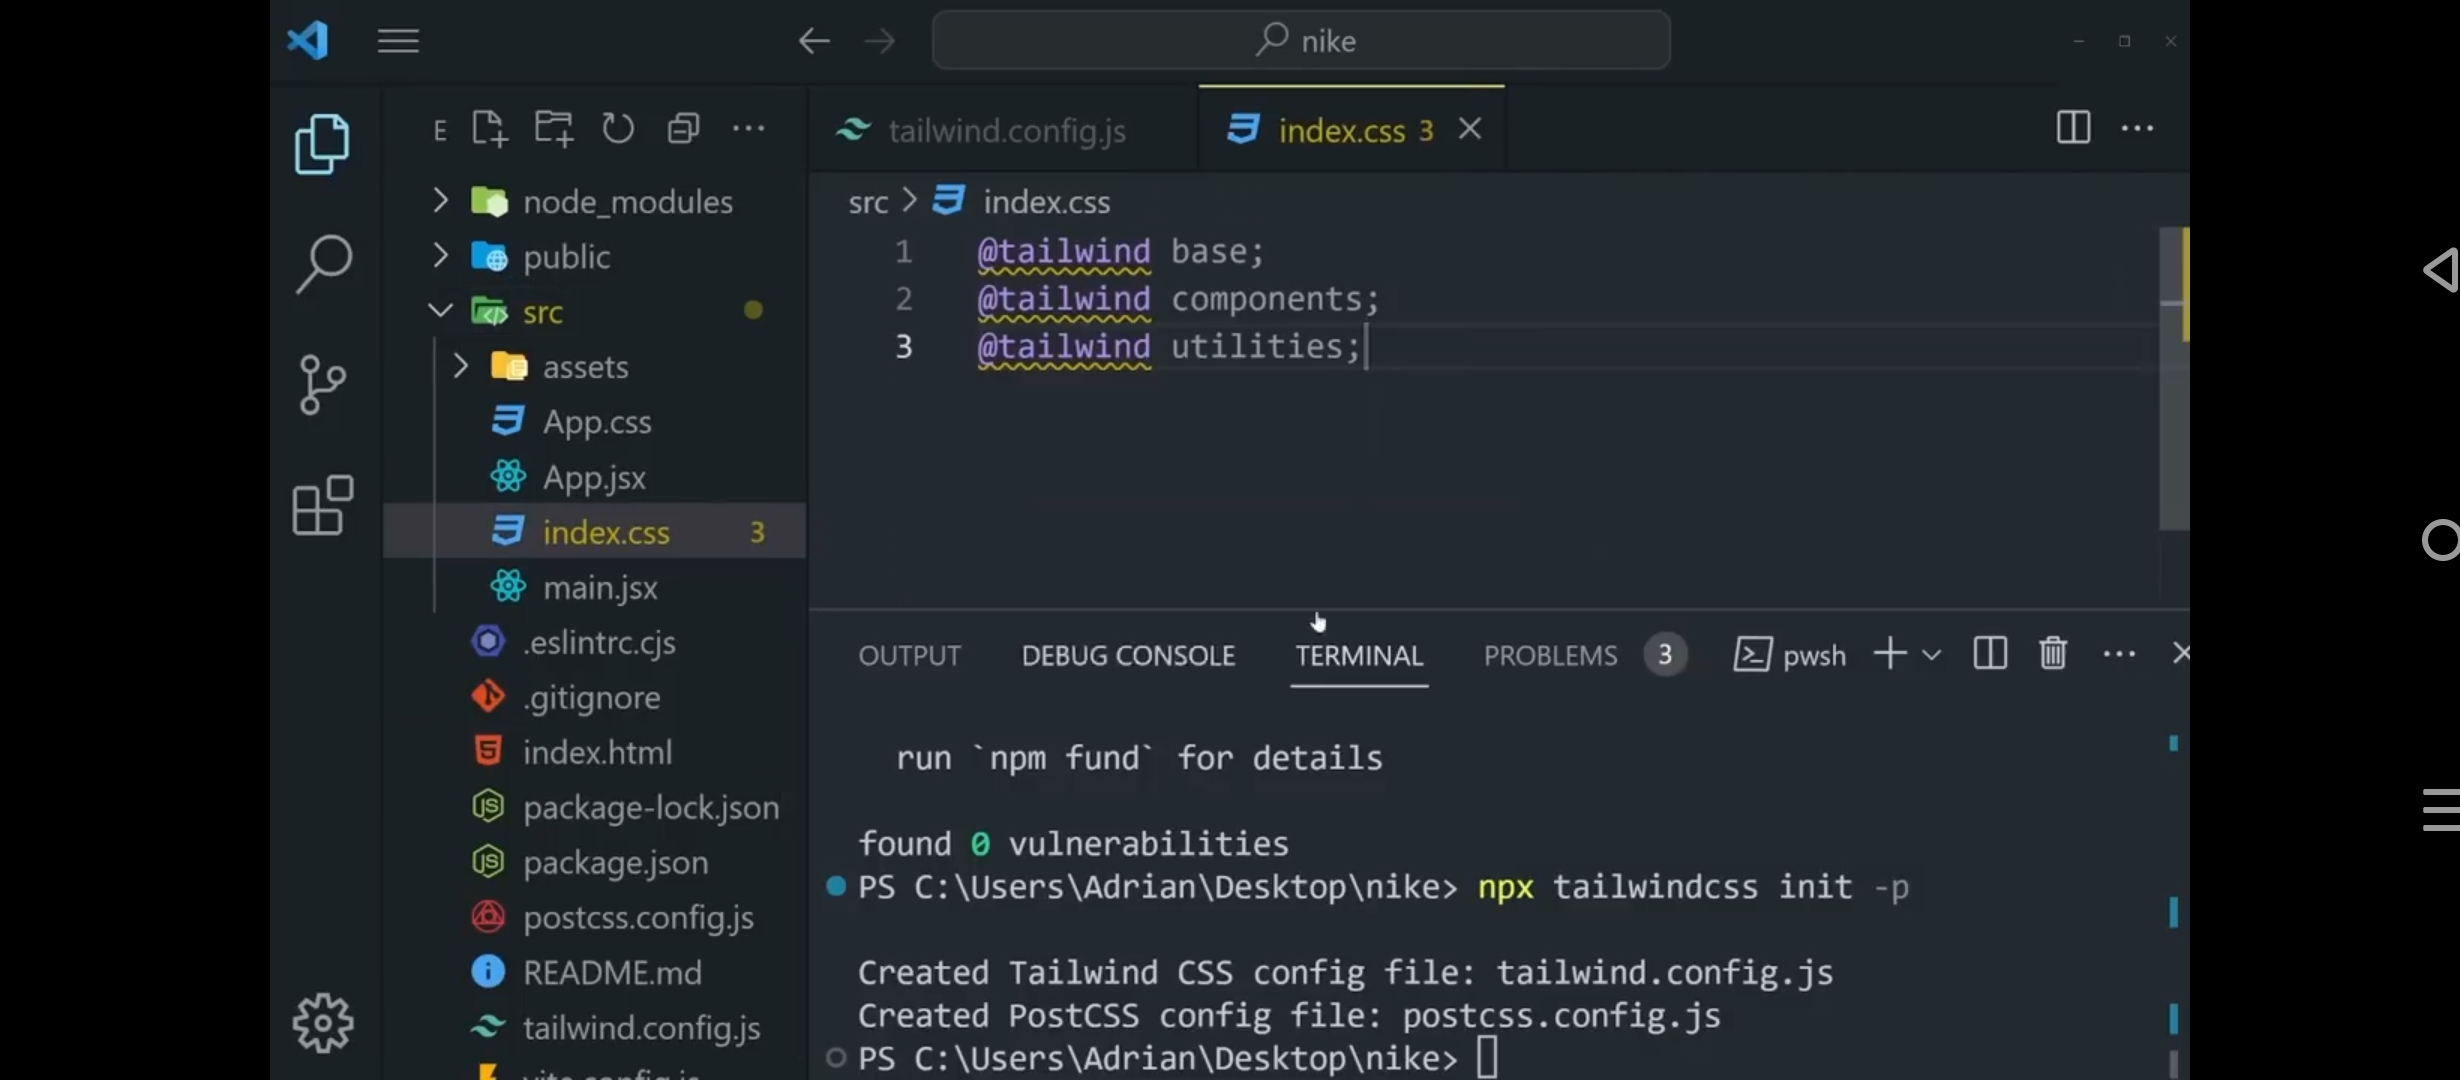 nike
E
tailwind.config.js
index.css 3
node_modules
public
src
assets
App.css
App.jsx
index.css 3
main.jsx
.eslintrc.cjs
.gitignore
index.html
package-lock.json
package.json
postcss.config.js
README.md
tailwind.config.js
src > index.css
1 @tailwind base;
2 @tailwind components;
3 @tailwind utilities;
OUTPUT DEBUG CONSOLE TERMINAL PROBLEMS 3 pwsh
run `npm fund` for details
found 0 vulnerabilities
PS C:\Users\Adrian\Desktop\nike> npx tailwindcss init -p
Created Tailwind CSS config file: tailwind.config.js
Created PostCSS config file: postcss.config.js
PS C:\Users\Adrian\Desktop\nike>